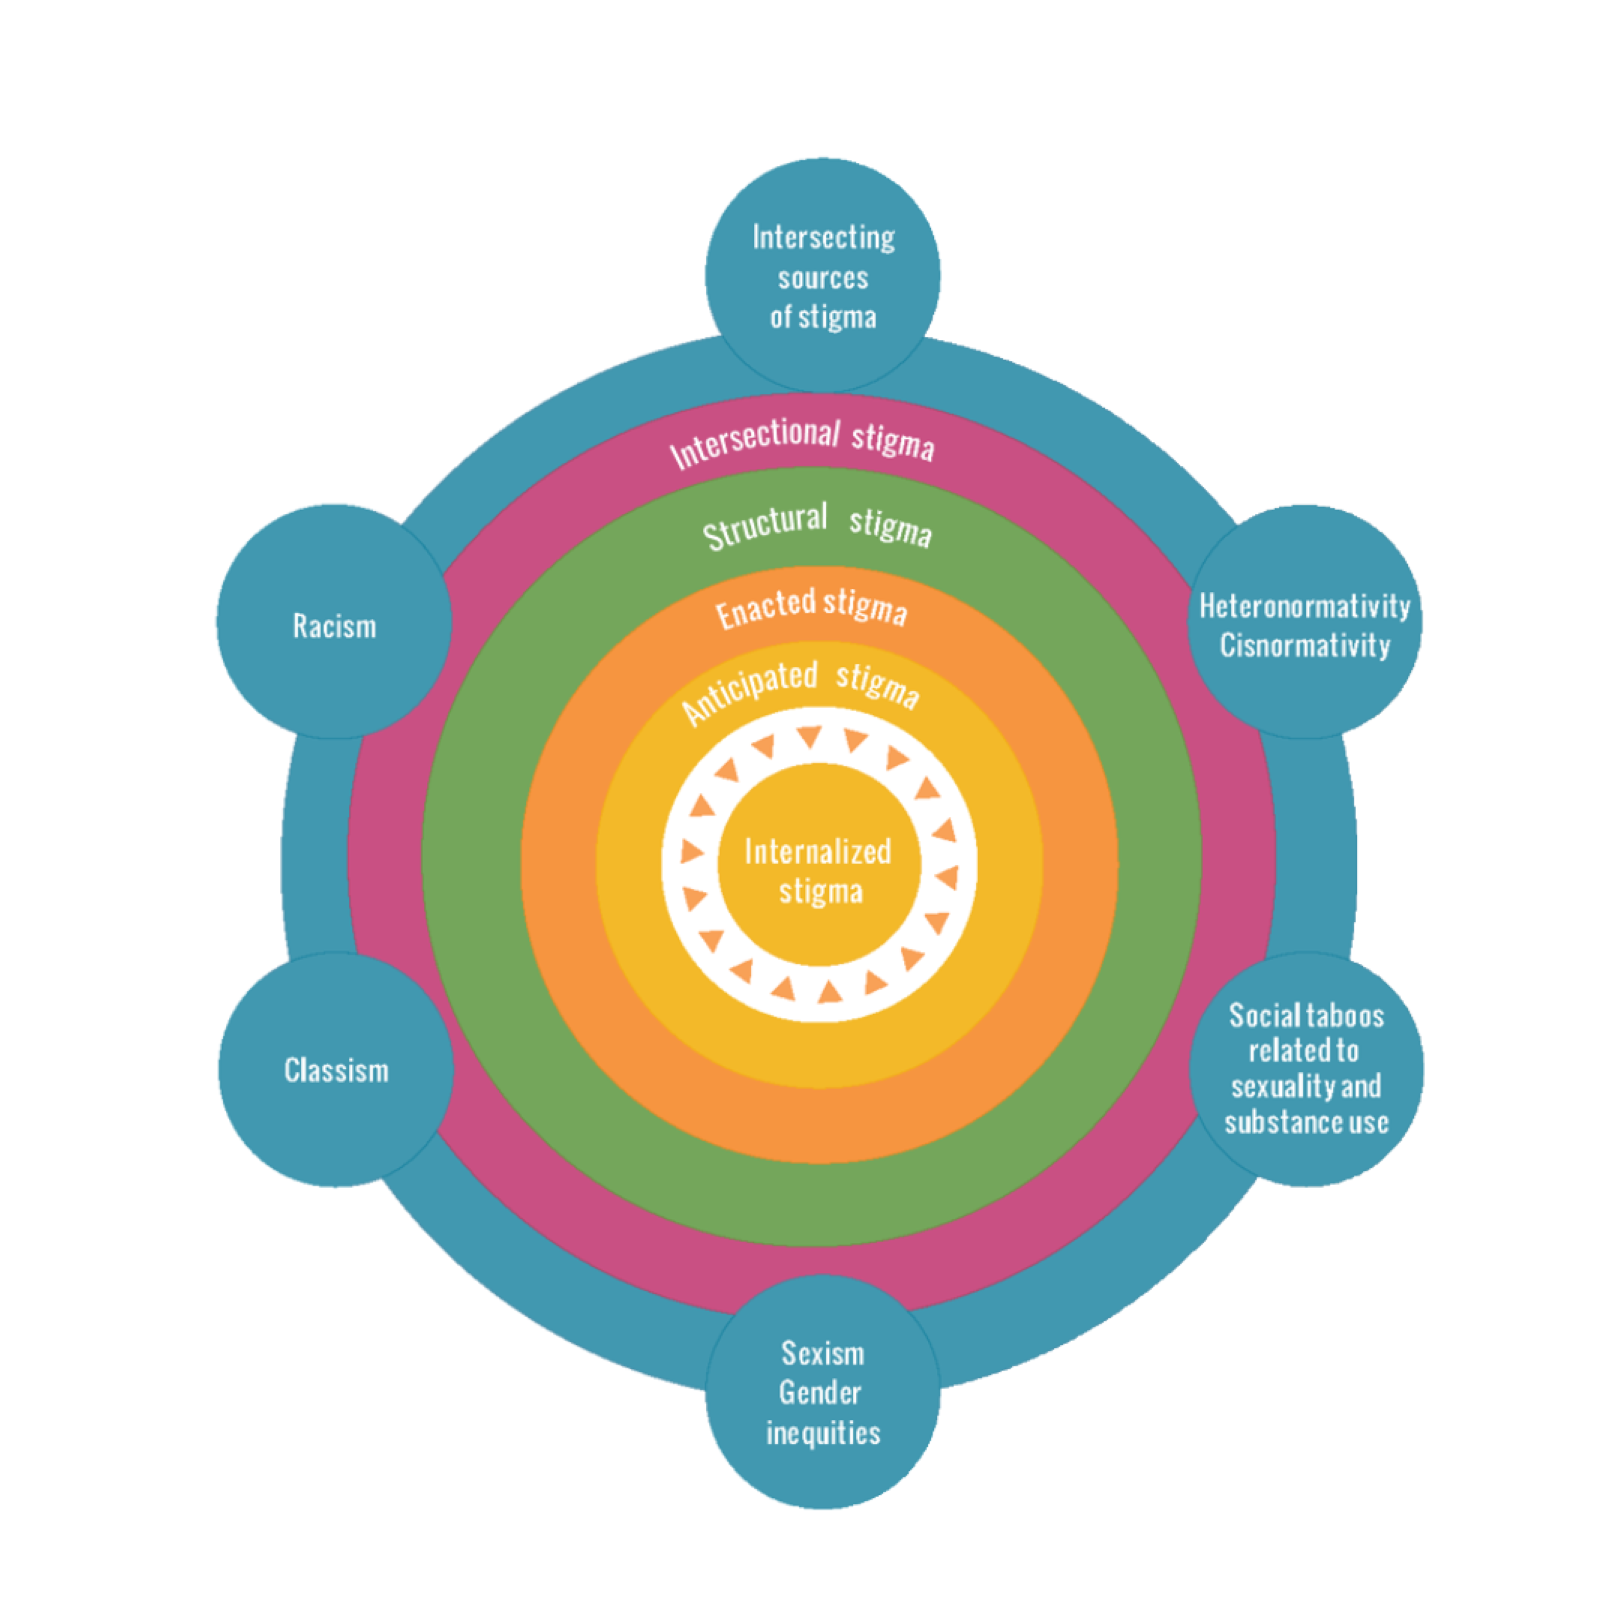 Intersecting
sources
of stigma
Intersectional stigma
Structural stigma
Enacted stigma
Anticipated stigma
Internalized
stigma
Racism
Heteronormativity
Cisnormativity
Classism
Social taboos
related to
sexuality and
substance use
Sexism
Gender
inequities